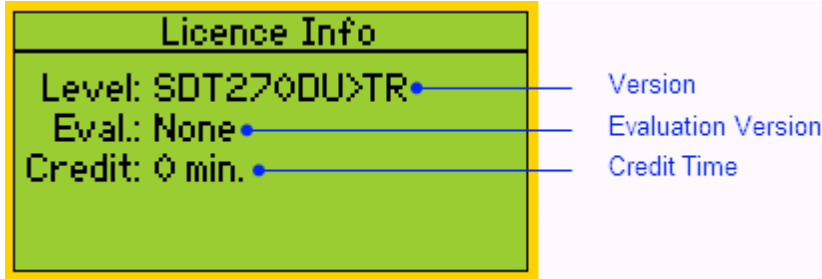 Licence Info
Level: SDT270DU>TR
Version
Eval.: None
Evaluation Version
Credit: 0 min.
Credit Time